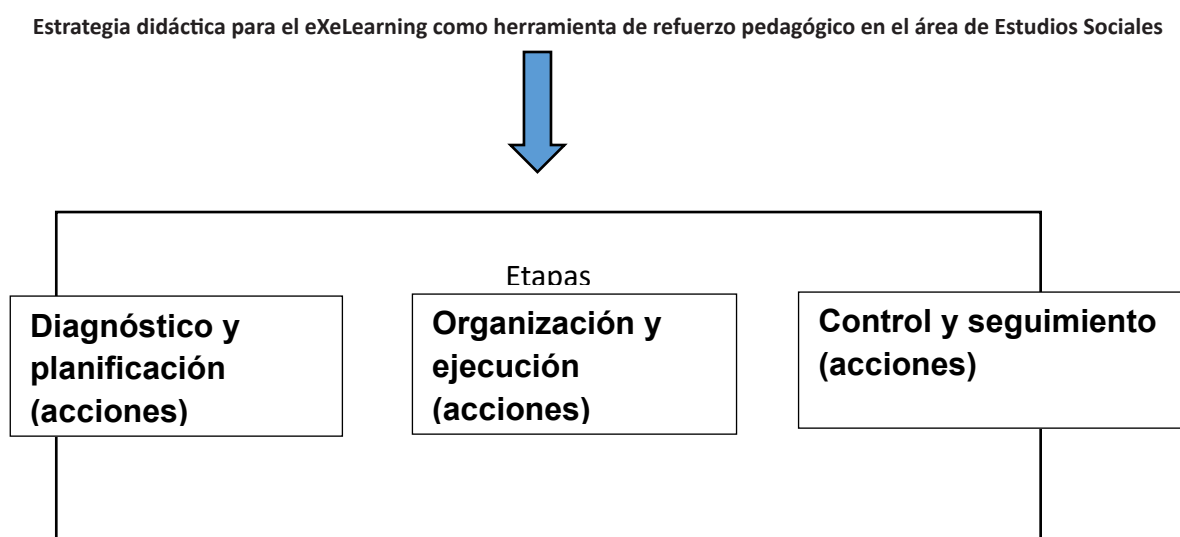 Estrategia didáctica para el eXeLearning como herramienta de refuerzo pedagógico en el área de Estudios Sociales
Etapas
Diagnóstico y
planificación
(acciones)
Organización y
ejecución
(acciones)
Control y seguimiento
(acciones)